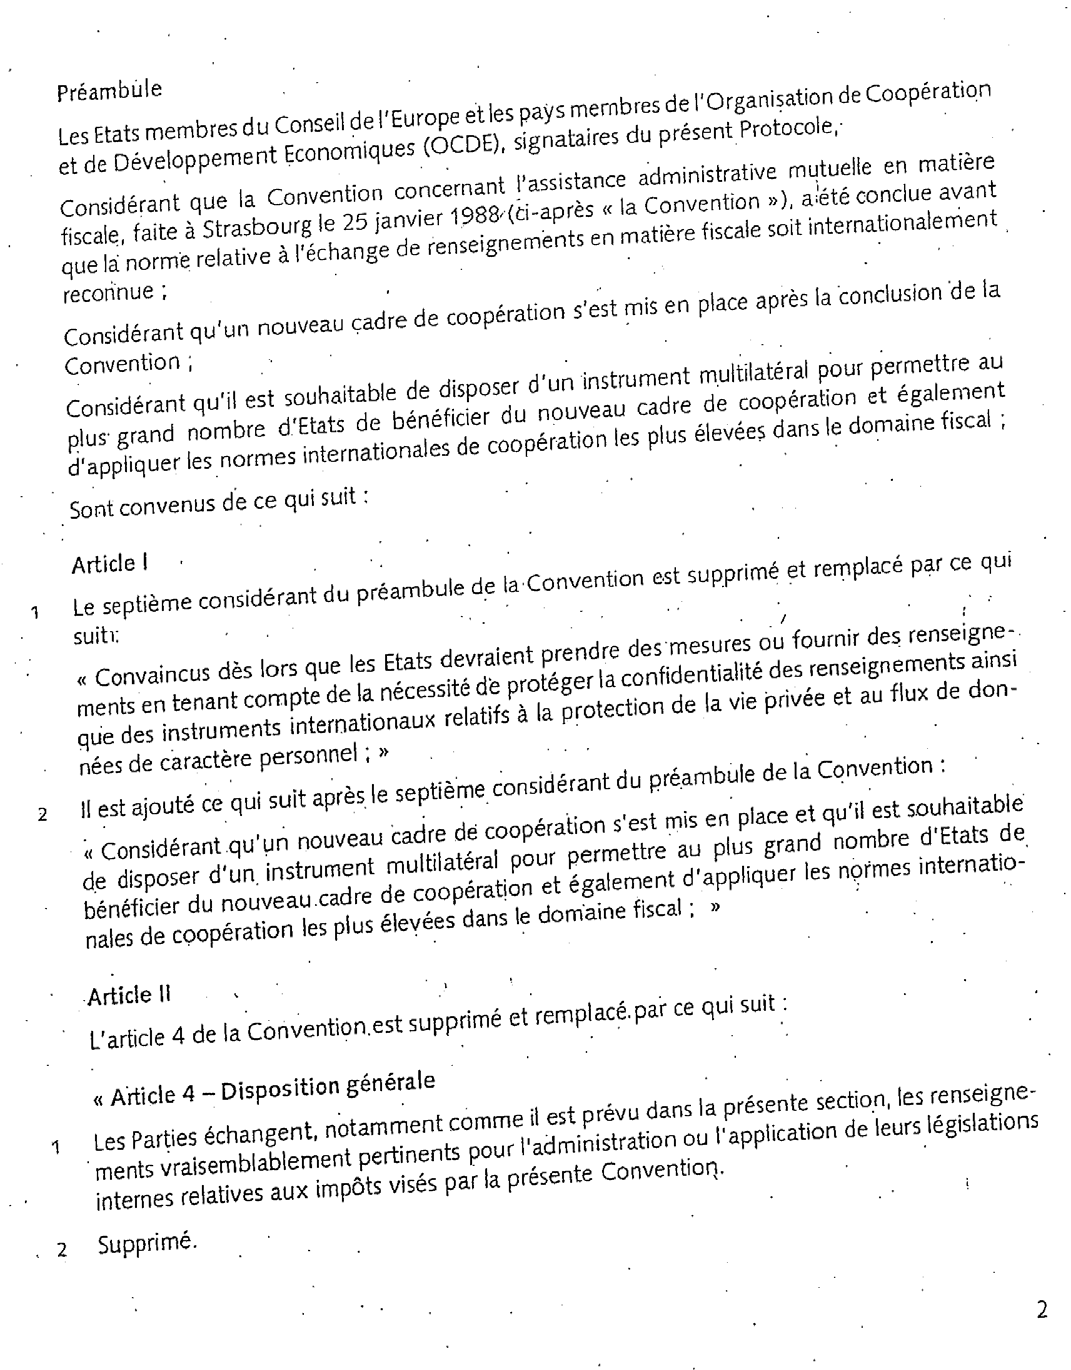 Préambule
Les Etats membres du Conseil de l'Europe et les pays membres de l'Organisation de Coopération
et de Développement Economiques (OCDE), signataires du présent Protocole,
Considérant que la Convention concernant l'assistance administrative mutuelle en matière
fiscale, faite à Strasbourg le 25 janvier 1988 (ci-après « la Convention »), a été conclue avant
que la norme relative à l'échange de renseignements en matière fiscale soit internationalement
reconnue ;
Considérant qu'un nouveau cadre de coopération s'est mis en place après la conclusion de la
Convention ;
Considérant qu'il est souhaitable de disposer d'un instrument multilatéral pour permettre au
plus grand nombre d'Etats de bénéficier du nouveau cadre de coopération et également
d'appliquer les normes internationales de coopération les plus élevées dans le domaine fiscal ;
Sont convenus de ce qui suit :
Article I
1 Le septième considérant du préambule de la Convention est supprimé et remplacé par ce qui
suit :
« Convaincus dès lors que les Etats devraient prendre des mesures ou fournir des renseigne-
ments en tenant compte de la nécessité de protéger la confidentialité des renseignements ainsi
que des instruments internationaux relatifs à la protection de la vie privée et au flux de don-
nées de caractère personnel ; »
2 Il est ajouté ce qui suit après le septième considérant du préambule de la Convention :
« Considérant qu'un nouveau cadre de coopération s'est mis en place et qu'il est souhaitable
de disposer d'un instrument multilatéral pour permettre au plus grand nombre d'Etats de
bénéficier du nouveau cadre de coopération et également d'appliquer les normes internatio-
nales de coopération les plus élevées dans le domaine fiscal ; »
Article II
L'article 4 de la Convention est supprimé et remplacé par ce qui suit :
« Article 4 – Disposition générale
1 Les Parties échangent, notamment comme il est prévu dans la présente section, les renseigne-
ments vraisemblablement pertinents pour l'administration ou l'application de leurs législations
internes relatives aux impôts visés par la présente Convention.
2 Supprimé.
2